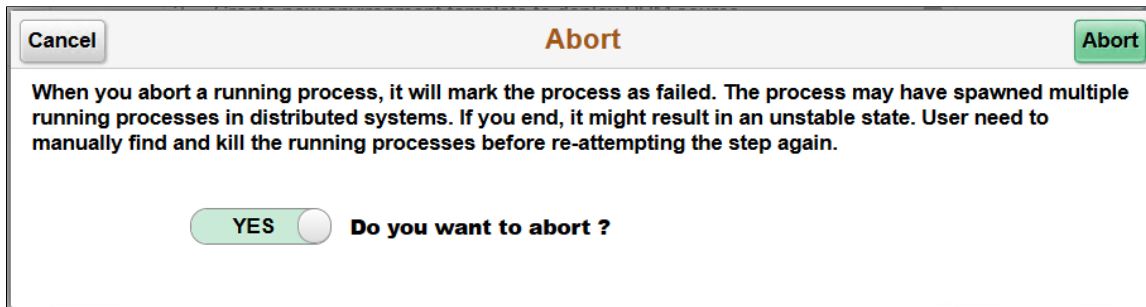 Cancel Abort Abort
When you abort a running process, it will mark the process as failed. The process may have spawned multiple
running processes in distributed systems. If you end, it might result in an unstable state. User need to
manually find and kill the running processes before re-attempting the step again.
YES Do you want to abort ?